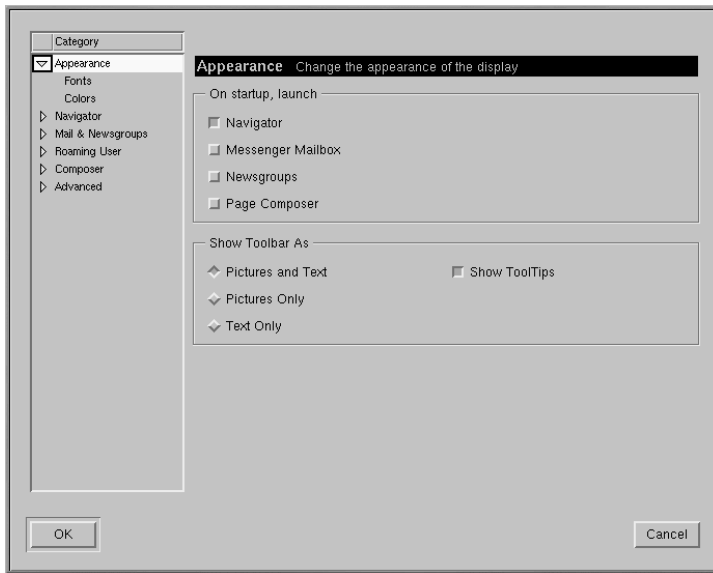 Category
Appearance
Fonts
Colors
Navigator
Mail & Newsgroups
Roaming User
Composer
Advanced
Appearance Change the appearance of the display
On startup, launch
Navigator
Messenger Mailbox
Newsgroups
Page Composer
Show Toolbar As
Pictures and Text Show ToolTips
Pictures Only
Text Only
OK Cancel